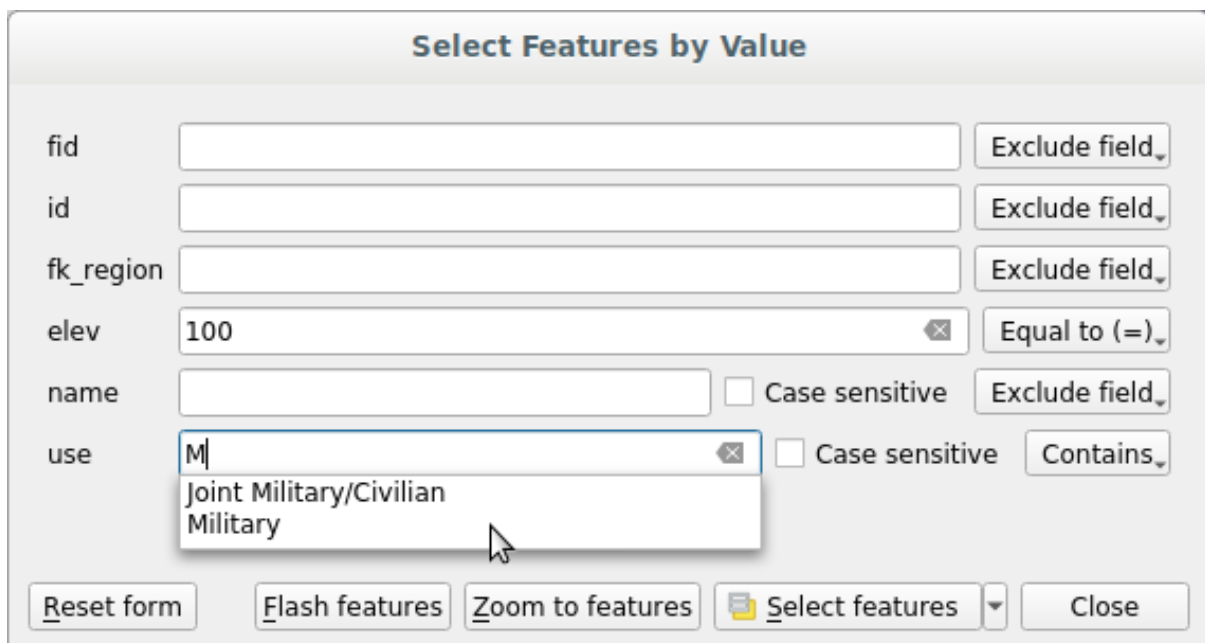 Select Features by Value
fid Exclude field
id Exclude field
fk_region Exclude field
elev 100 Equal to (=)
name Case sensitive Exclude field
use M Case sensitive Contains
Joint Military/Civilian
Military
Reset form Flash features Zoom to features Select features Close